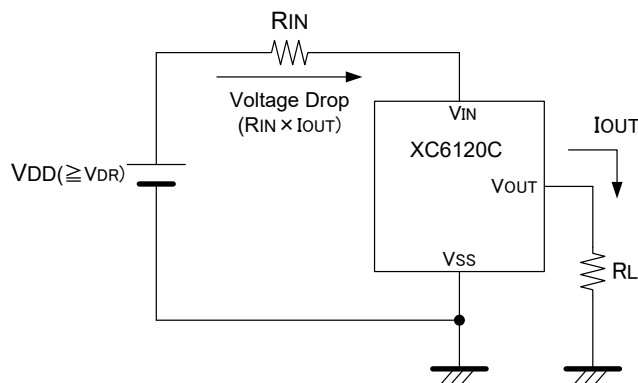 RIN
Voltage Drop
(RIN×IOUT)
VIN
IOUT
XC6120C
VDD(≧VDR)
VOUT
VSS
RL